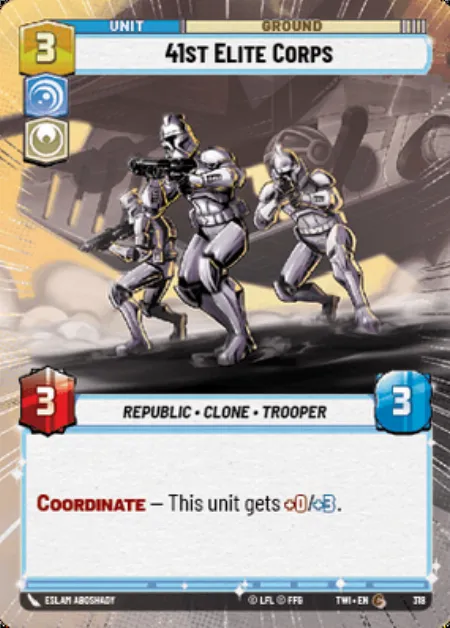 UNIT
GROUND
3
41ST ELITE CORPS
3
REPUBLIC • CLONE • TROOPER
3
COORDINATE – This unit gets +0/+3.
ESLAM ABOSHADY
© LFL © FFG
TWI • EN
318